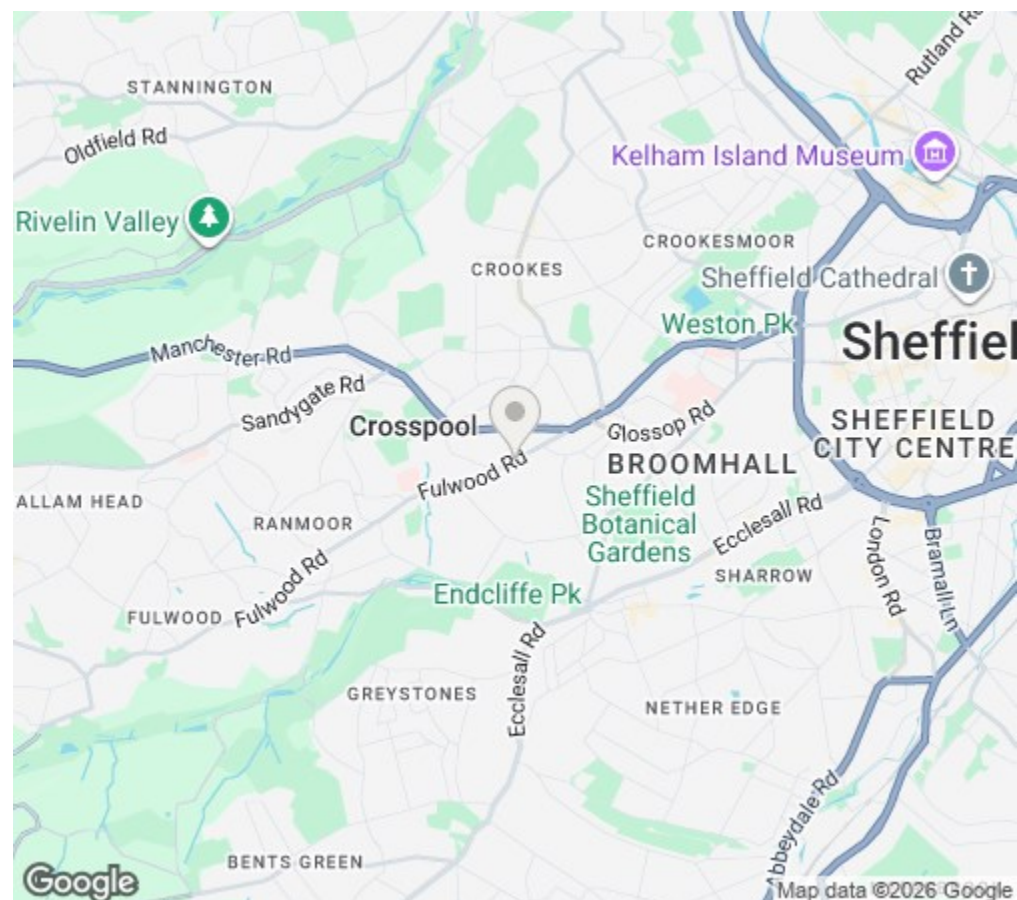 Rutland Rd
STANNINGTON
Oldfield Rd
Kelham Island Museum
Rivelin Valley
CROOKESMOOR
CROOKES
Sheffield Cathedral
Weston Pk
Manchester Rd
Sheffiel
Sandygate Rd
Crosspool
Glossop Rd
SHEFFIELD
CITY CENTRE
BROOMHALL
Fulwood Rd
ALLAM HEAD
Sheffield
Botanical
Gardens
RANMOOR
Ecclesall Rd
London Rd
Bramall Ln
Fulwood Rd
SHARROW
Endcliffe Pk
FULWOOD
Ecclesall Rd
GREYSTONES
NETHER EDGE
Abbeydale Rd
BENTS GREEN
Google
Map data ©2026 Google